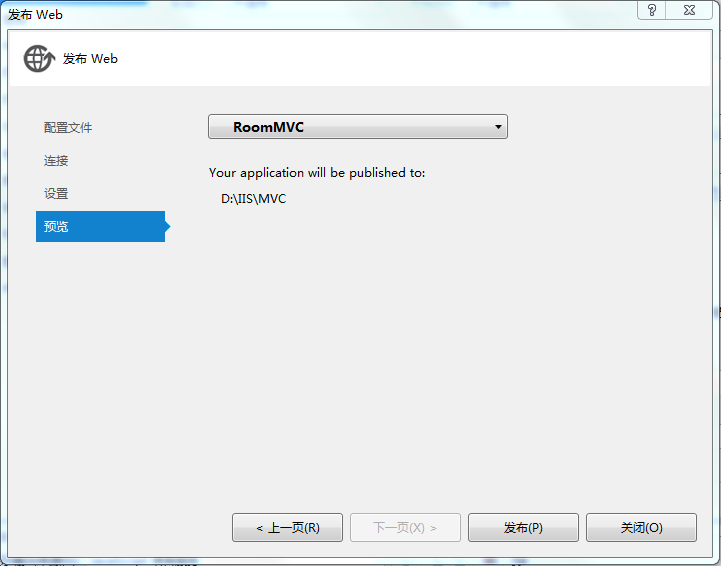 发布 Web
发布 Web
配置文件
连接
设置
预览
RoomMVC
Your application will be published to:
D:\IIS\MVC
< 上一页(R)
下一页(X) >
发布(P)
关闭(O)